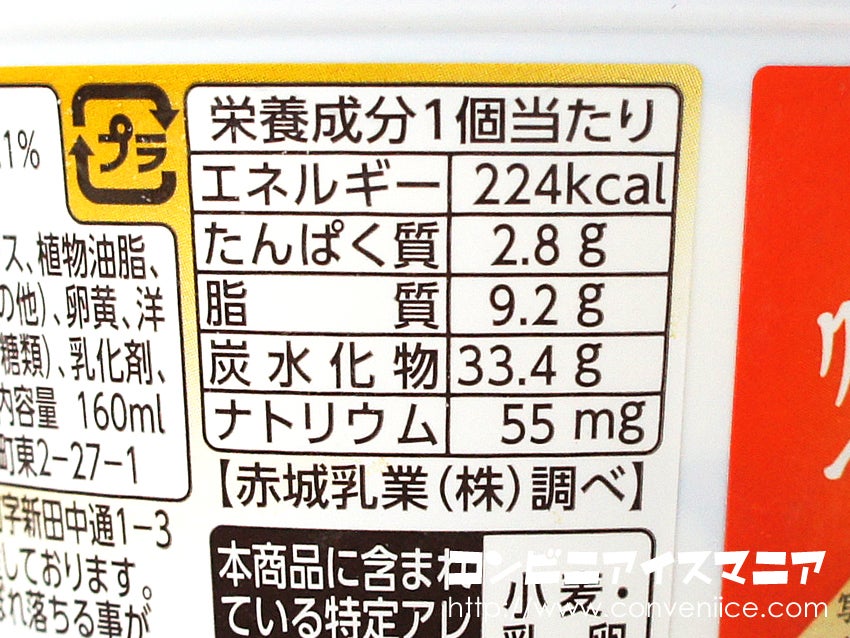 プラ
.1%
ス、植物油脂、
の他)、卵黄、洋
糖類)、乳化剤、
内容量 160ml
町東2-27-1
字新田中通1-3
しております。
れ落ちる事が
栄養成分1個当たり
エネルギー 224kcal
たんぱく質 2.8g
脂質 9.2g
炭水化物 33.4g
ナトリウム 55mg
【赤城乳業(株)調べ】
本商品に含まれ
ている特定アレ
小麦・
乳 卵
コンビニアイスマニア
http://www.conveniice.com